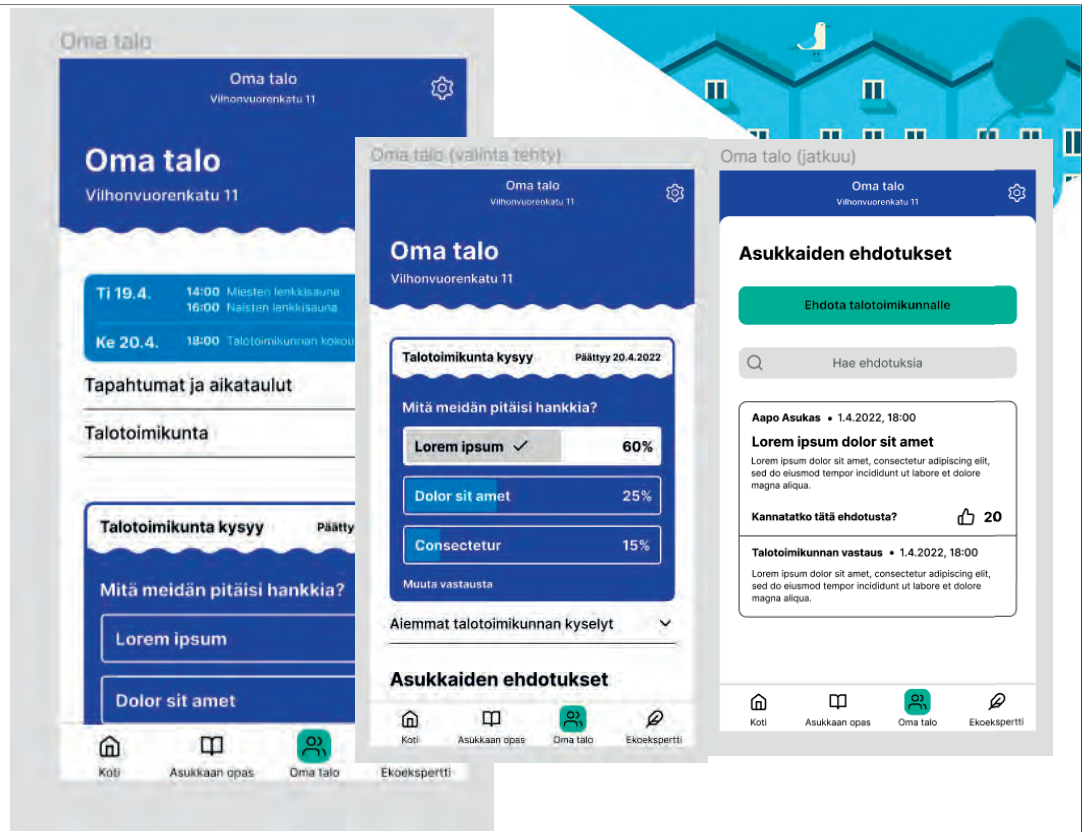 Oma talo
Oma talo
Vilhonvuorenkatu 11
Oma talo
Vilhonvuorenkatu 11
Ti 19.4.
14:00 Miesten lenkkisauna
16:00 Naisten lenkkisauna
Ke 20.4.
18:00 Talotoimikunnan kokou
Tapahtumat ja aikataulut
Talotoimikunta
Talotoimikunta kysyy
Päätty
Mitä meidän pitäisi hankkia?
Lorem ipsum
Dolor sit amet
Koti
Asukkaan opas
Oma talo
Ekoekspertti
Oma talo (valinta tehty)
Oma talo
Vilhonvuorenkatu 11
Oma talo
Vilhonvuorenkatu 11
Talotoimikunta kysyy
Päättyy 20.4.2022
Mitä meidän pitäisi hankkia?
Lorem ipsum ✓ 60%
Dolor sit amet 25%
Consectetur 15%
Muuta vastausta
Aiemmat talotoimikunnan kyselyt
Asukkaiden ehdotukset
Koti
Asukkaan opas
Oma talo
Ekoekspertti
Oma talo (jatkuu)
Oma talo
Vilhonvuorenkatu 11
Asukkaiden ehdotukset
Ehdota talotoimikunnalle
Hae ehdotuksia
Aapo Asukas • 1.4.2022, 18:00
Lorem ipsum dolor sit amet
Lorem ipsum dolor sit amet, consectetur adipiscing elit,
sed do eiusmod tempor incididunt ut labore et dolore
magna aliqua.
Kannatatko tätä ehdotusta? 20
Talotoimikunnan vastaus • 1.4.2022, 18:00
Lorem ipsum dolor sit amet, consectetur adipiscing elit,
sed do eiusmod tempor incididunt ut labore et dolore
magna aliqua.
Koti
Asukkaan opas
Oma talo
Ekoekspertti